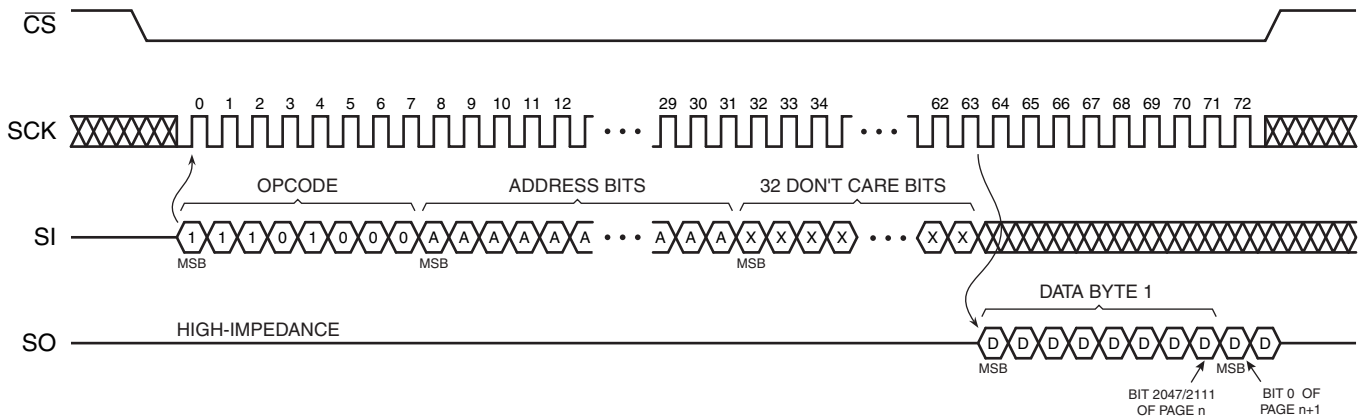 CS
0 1 2 3 4 5 6 7 8 9 10 11 12 29 30 31 32 33 34 62 63 64 65 66 67 68 69 70 71 72
SCK
OPCODE ADDRESS BITS 32 DON'T CARE BITS
SI 1 1 1 0 1 0 0 0 A A A A A A A A A X X X X X X
MSB MSB MSB
DATA BYTE 1
HIGH-IMPEDANCE
SO D D D D D D D D D D
MSB MSB
BIT 2047/2111 OF PAGE n
BIT 0 OF PAGE n+1